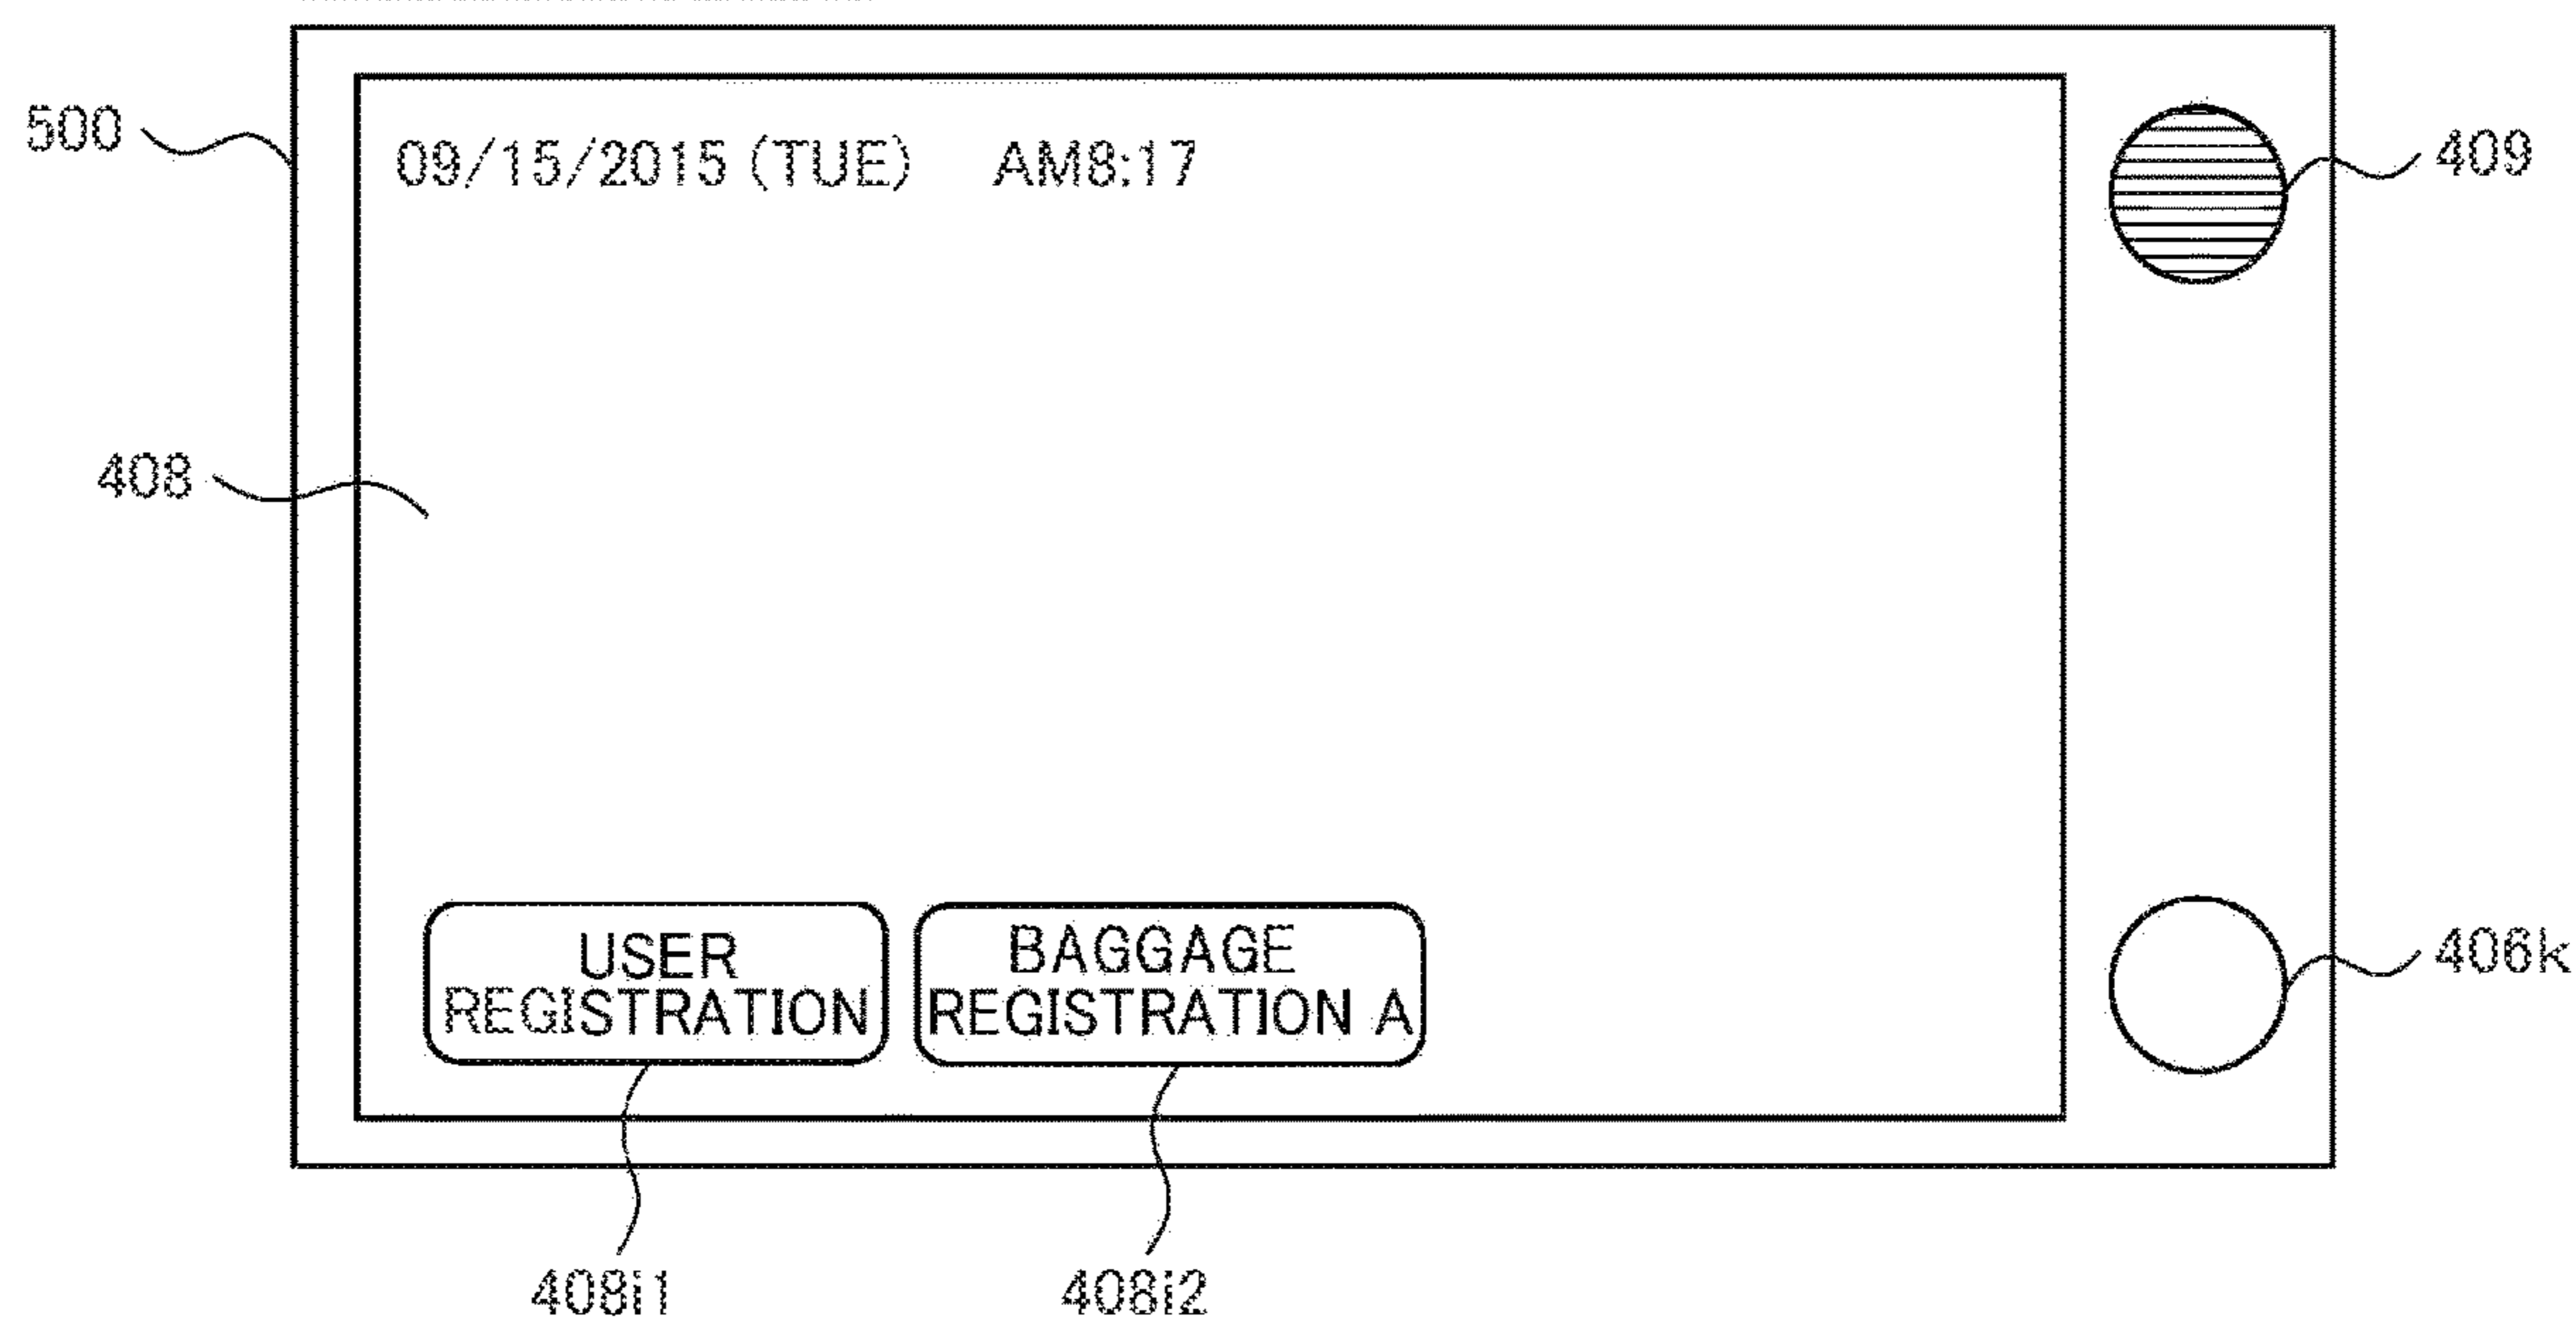 500
09/15/2015 (TUE) AM8:17
409
408
USER
REGISTRATION
BAGGAGE
REGISTRATION A
406k
408i1
408i2